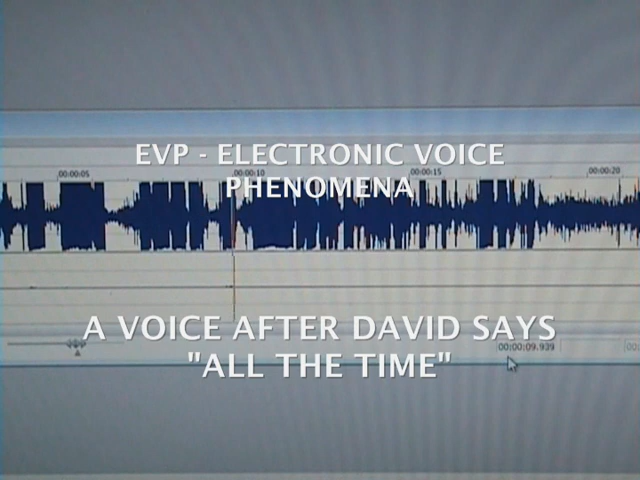 EVP - ELECTRONIC VOICE
00:00:05 00:00:10 00:00:15 00:00:20
PHENOMENA
A VOICE AFTER DAVID SAYS
00:00:09.939 00:
"ALL THE TIME"